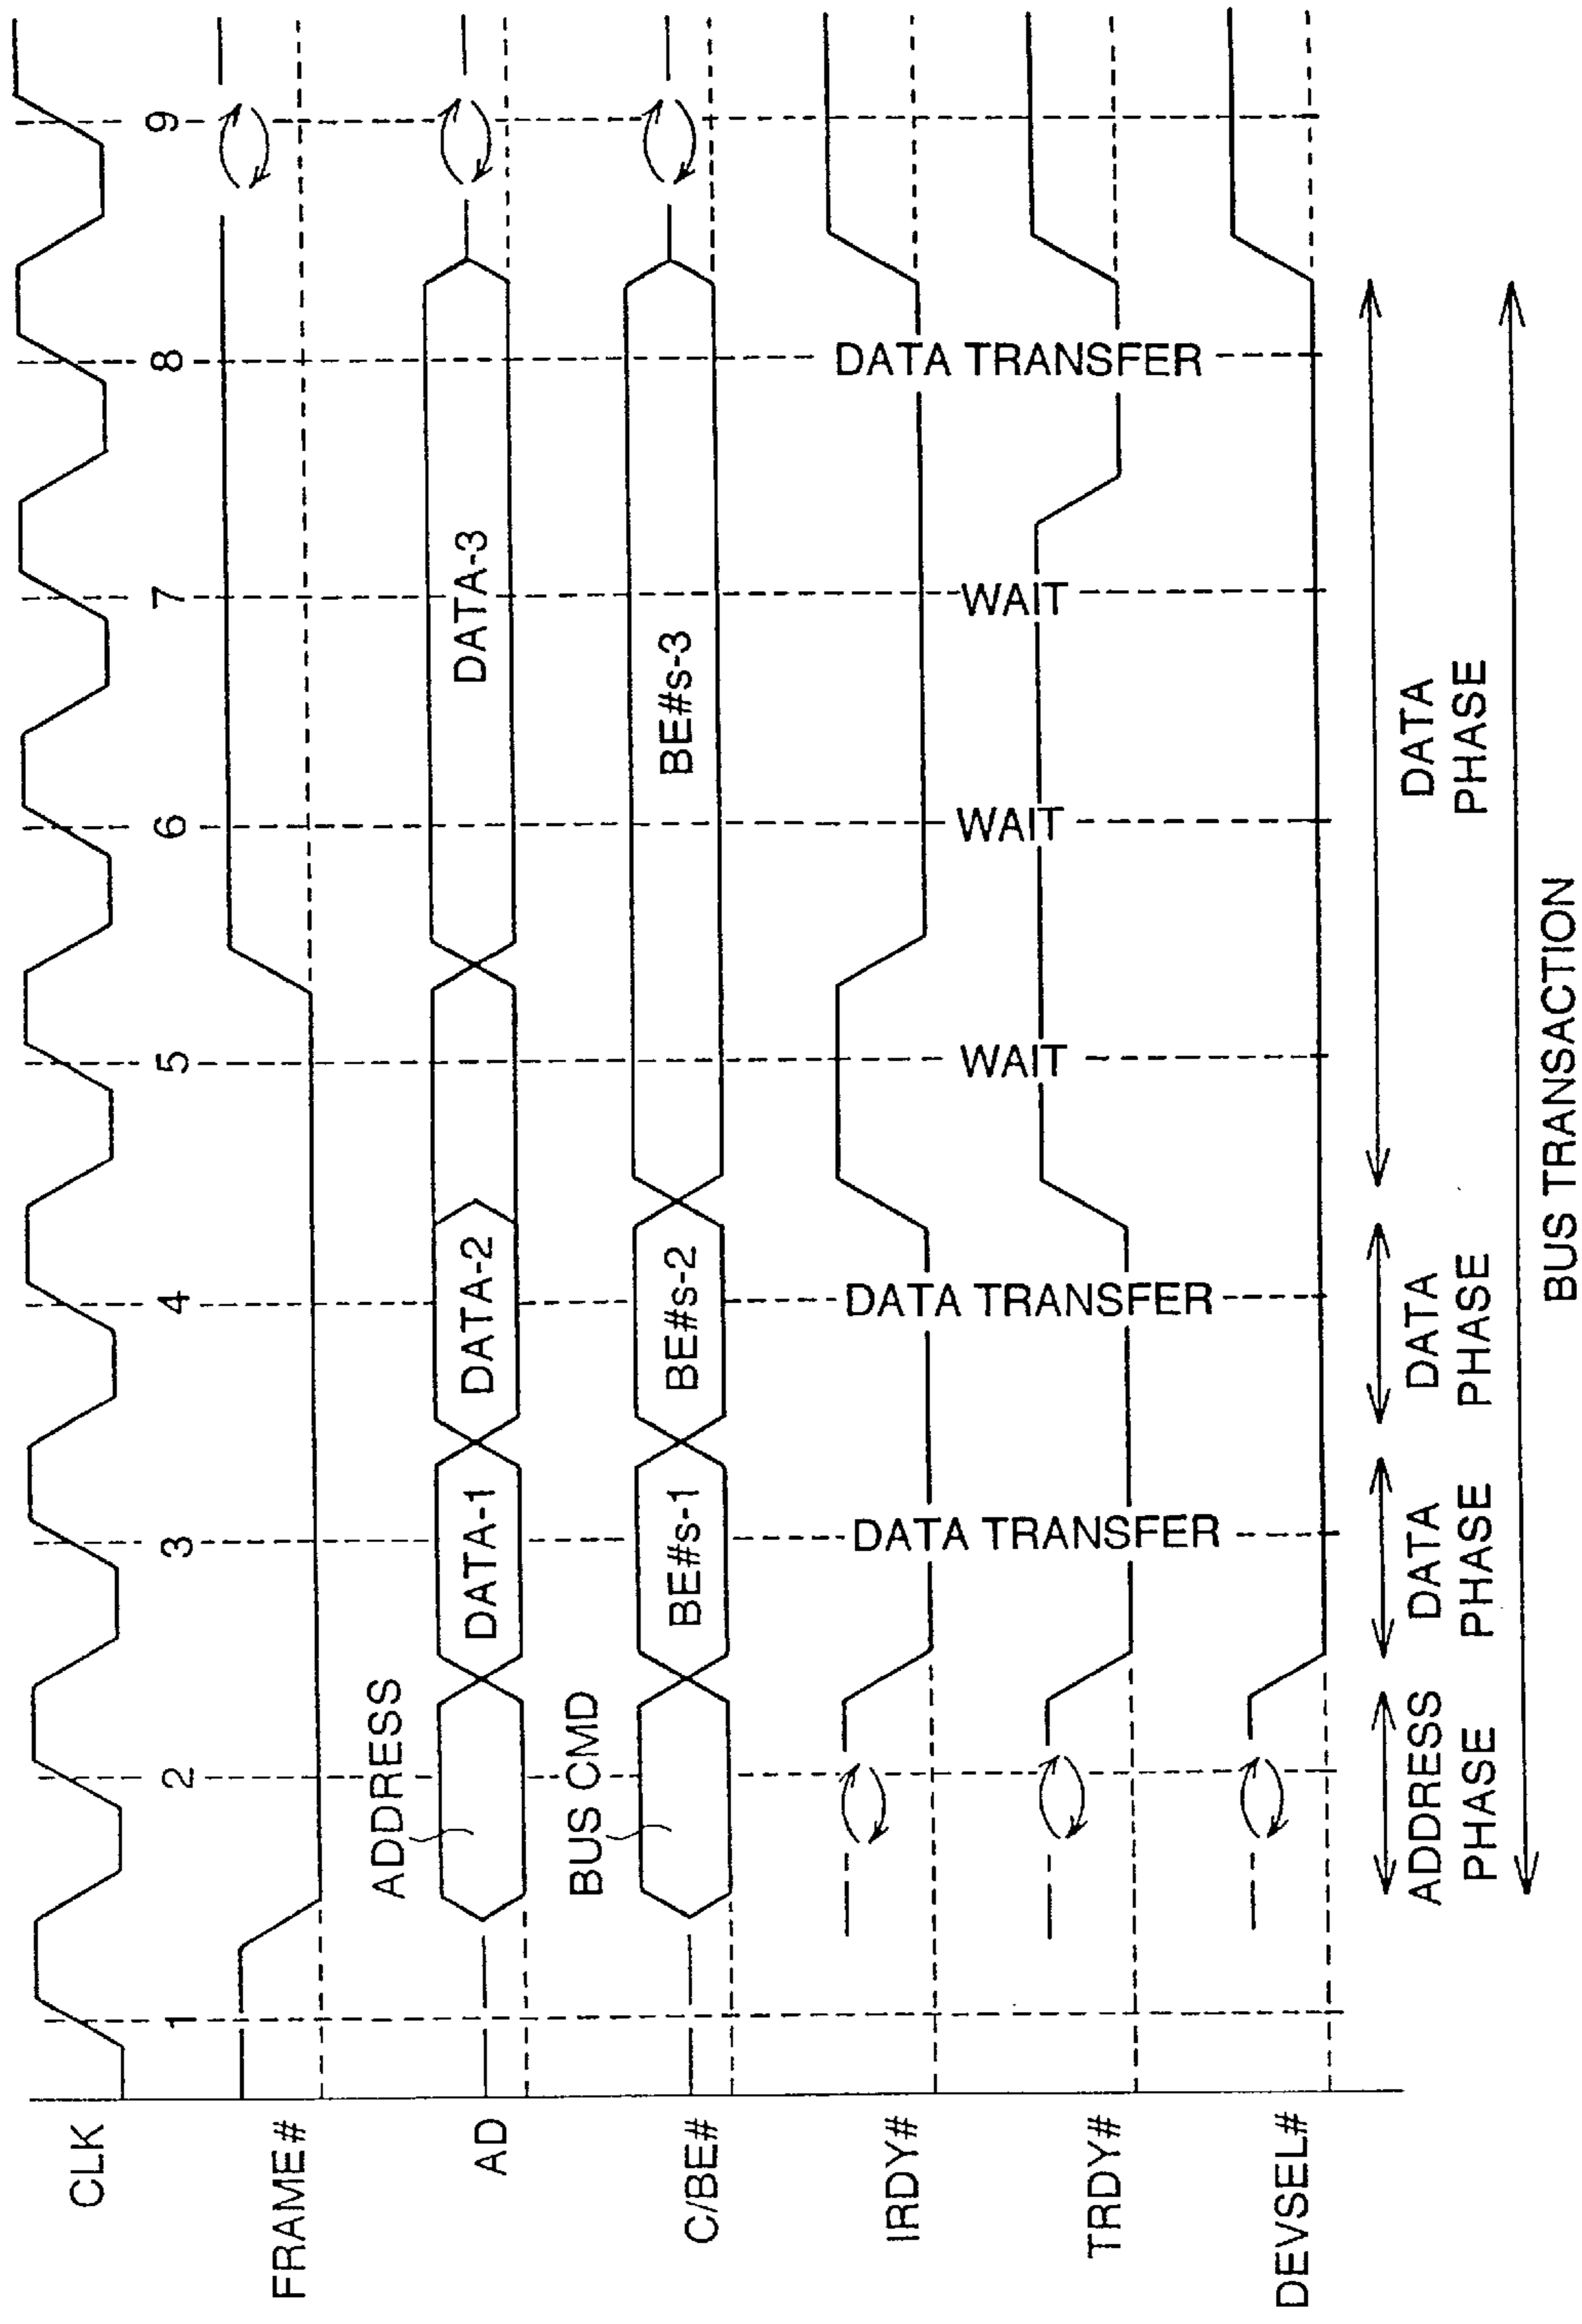 CLK
1
2
3
4
5
6
7
8
9
FRAME#
AD
ADDRESS
DATA-1
DATA-2
DATA-3
C/BE#
BUS CMD
BE#s-1
BE#s-2
BE#s-3
IRDY#
DATA TRANSFER
DATA TRANSFER
WAIT
WAIT
WAIT
DATA TRANSFER
TRDY#
DEVSEL#
ADDRESS
PHASE
DATA
PHASE
DATA
PHASE
DATA
PHASE
BUS TRANSACTION